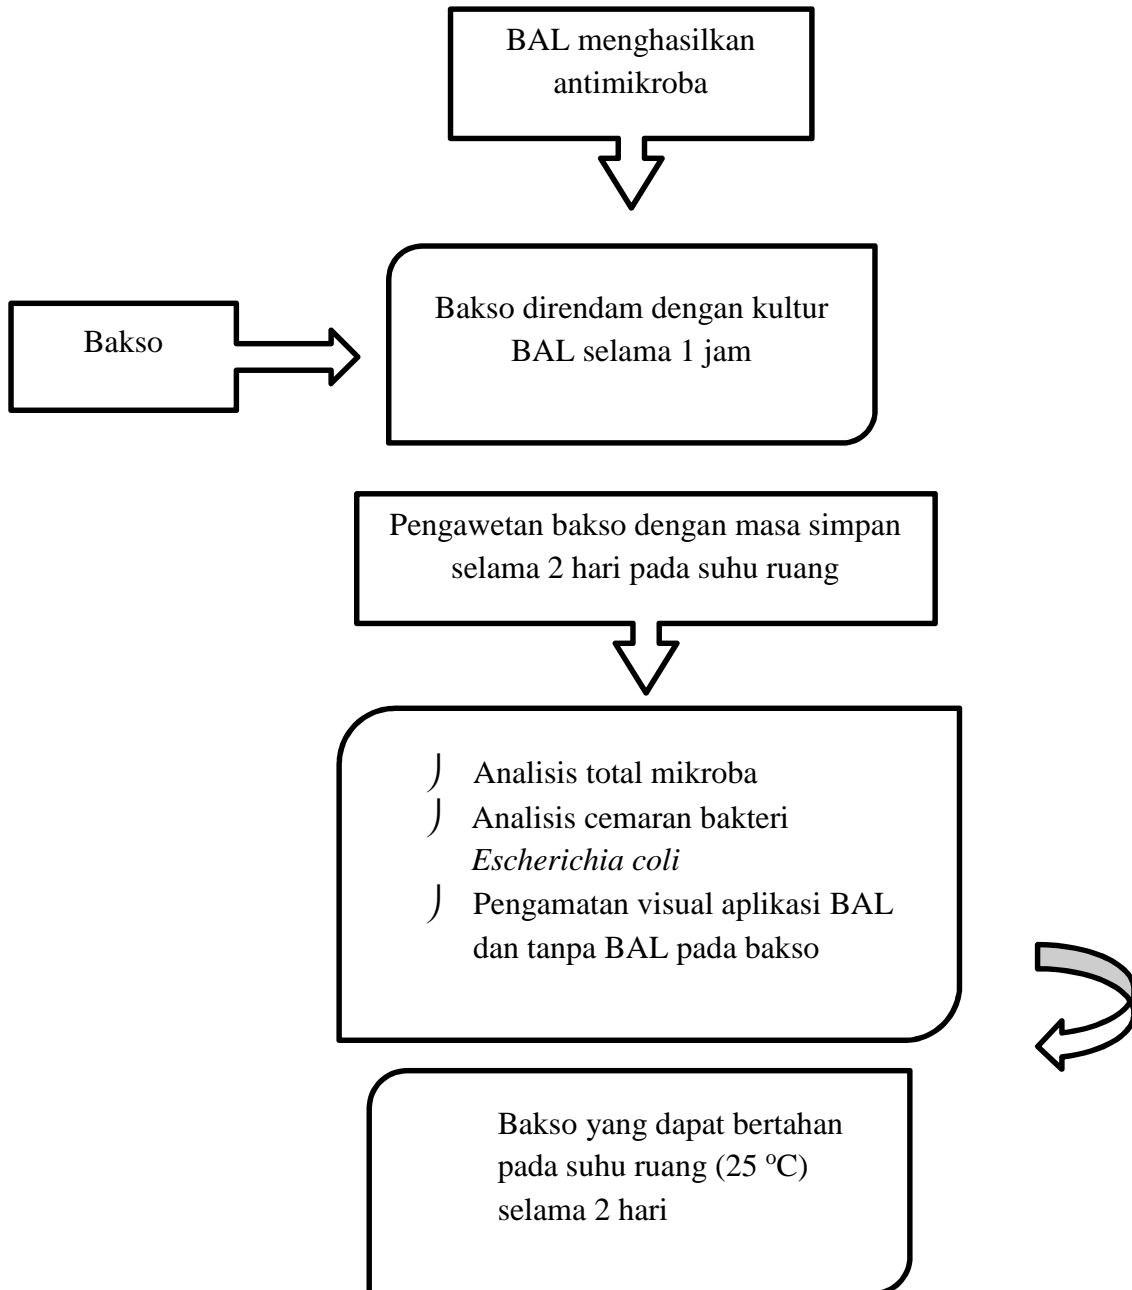 BAL menghasilkan
antimikroba
Bakso
Bakso direndam dengan kultur
BAL selama 1 jam
Pengawetan bakso dengan masa simpan
selama 2 hari pada suhu ruang
Analisis total mikroba
Analisis cemaran bakteri
Escherichia coli
Pengamatan visual aplikasi BAL
dan tanpa BAL pada bakso
Bakso yang dapat bertahan
pada suhu ruang (25 °C)
selama 2 hari